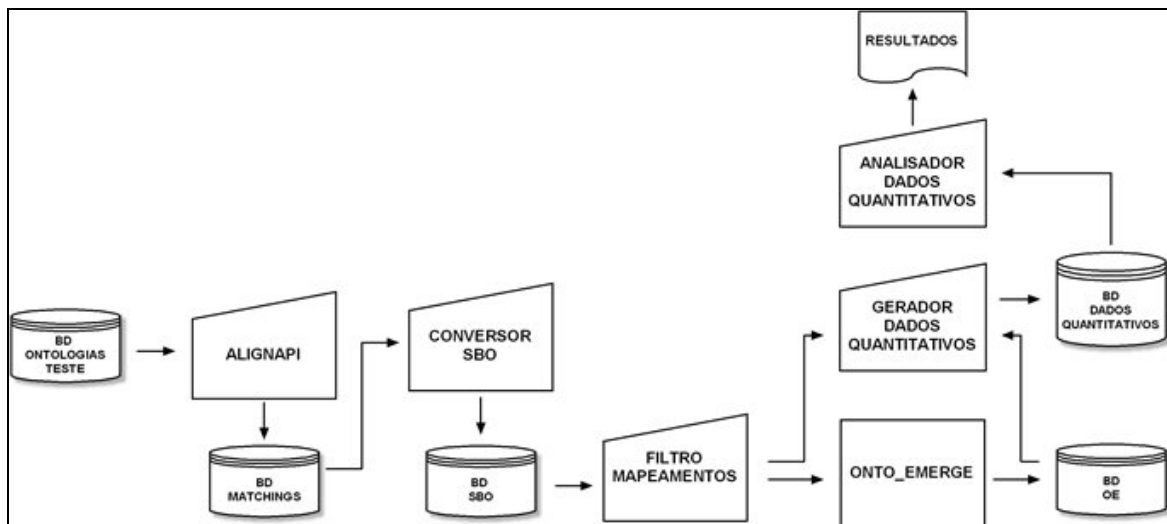 RESULTADOS
ANALISADOR
DADOS
QUANTITATIVOS
GERADOR
DADOS
QUANTITATIVOS
BD
DADOS
QUANTITATIVOS
BD
ONTOLOGIAS
TESTE
ALIGNAPI
CONVERSOR
SBO
BD
MATCHINGS
BD
SBO
FILTRO
MAPEAMENTOS
ONTO_EMERGE
BD
OE